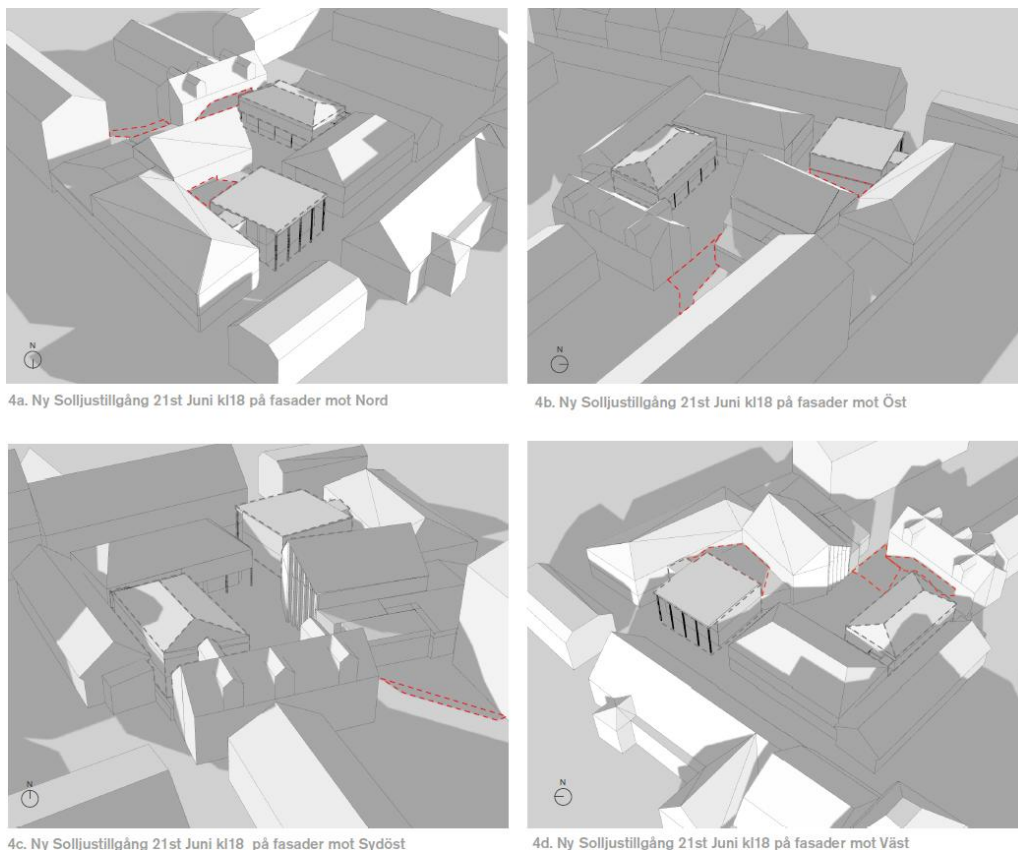 N
N
4a. Ny Solljustillgång 21st Juni kl18 på fasader mot Nord
4b. Ny Solljustillgång 21st Juni kl18 på fasader mot Öst
N
N
4c. Ny Solljustillgång 21st Juni kl18 på fasader mot Sydöst
4d. Ny Solljustillgång 21st Juni kl18 på fasader mot Väst